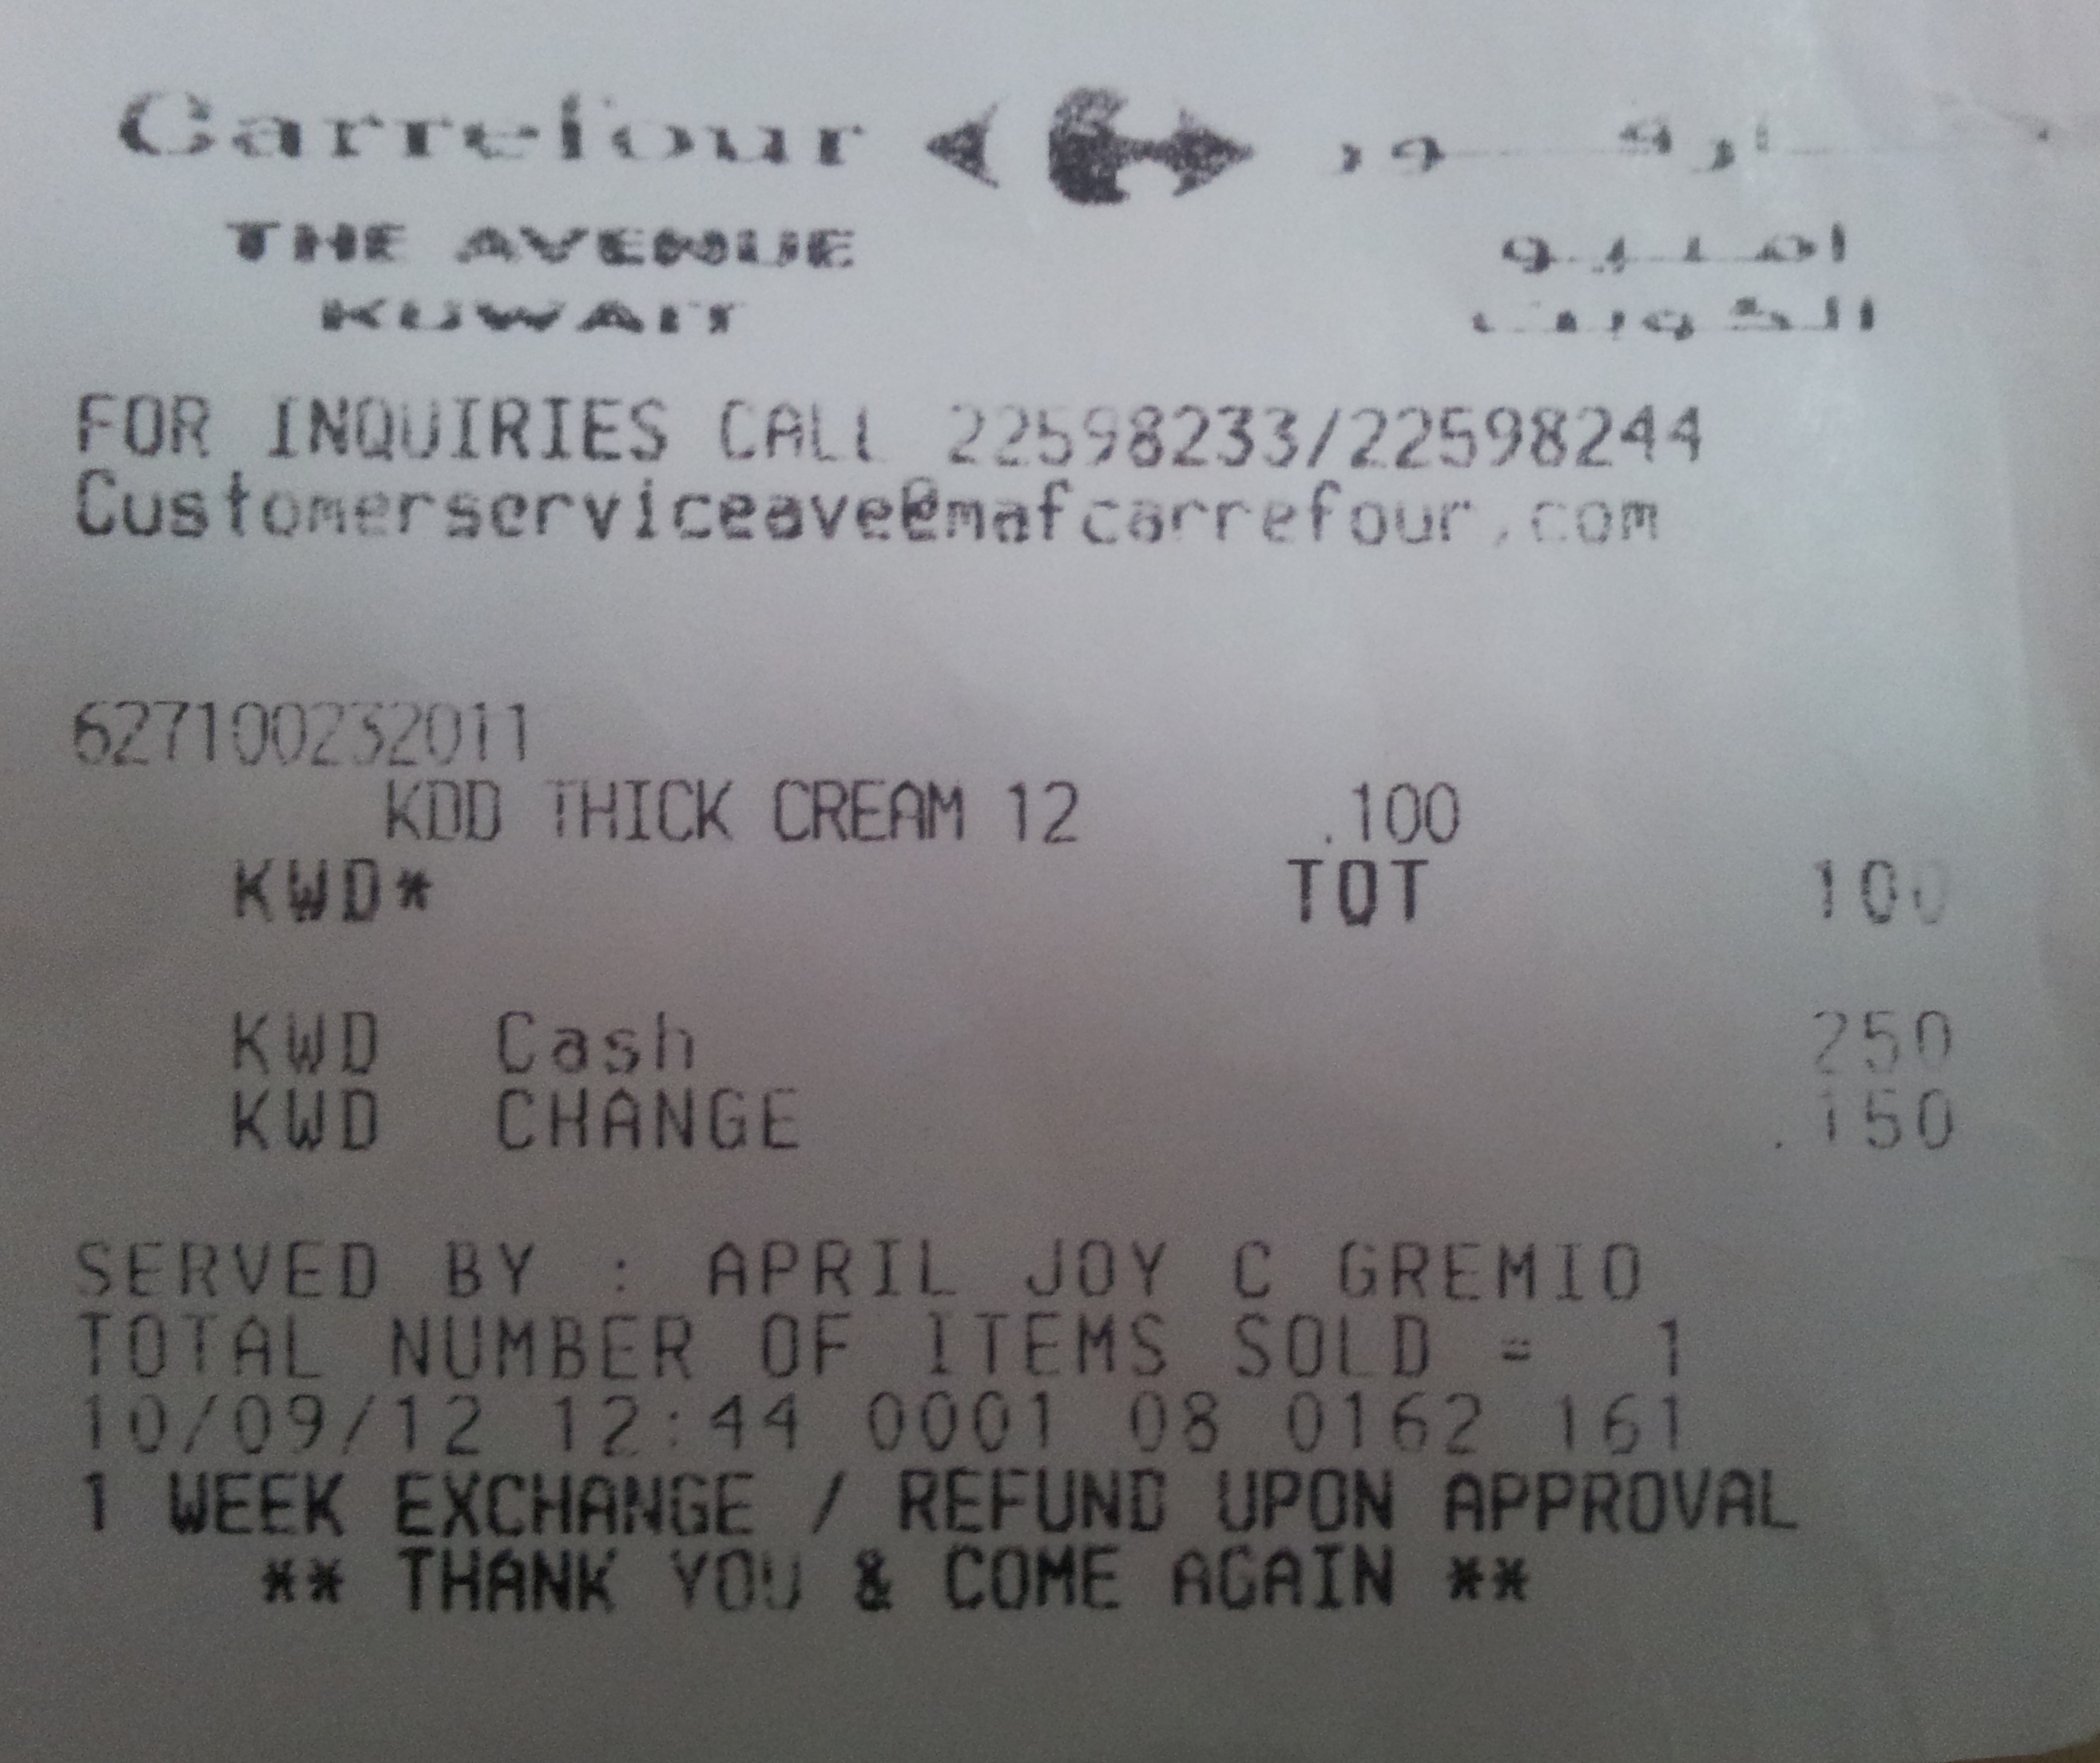 Carrefour
THE AVENUE
KUWAIT
الكويت
FOR INQUIRIES CALL 22598233/22598244
Customerserviceave@mafcarrefour.com
627100232011
KDD THICK CREAM 12 .100
KWD* TOT 100
KWD Cash 250
KWD CHANGE .150
SERVED BY : APRIL JOY C GREMIO
TOTAL NUMBER OF ITEMS SOLD = 1
10/09/12 12:44 0001 08 0162 161
1 WEEK EXCHANGE / REFUND UPON APPROVAL
** THANK YOU & COME AGAIN **